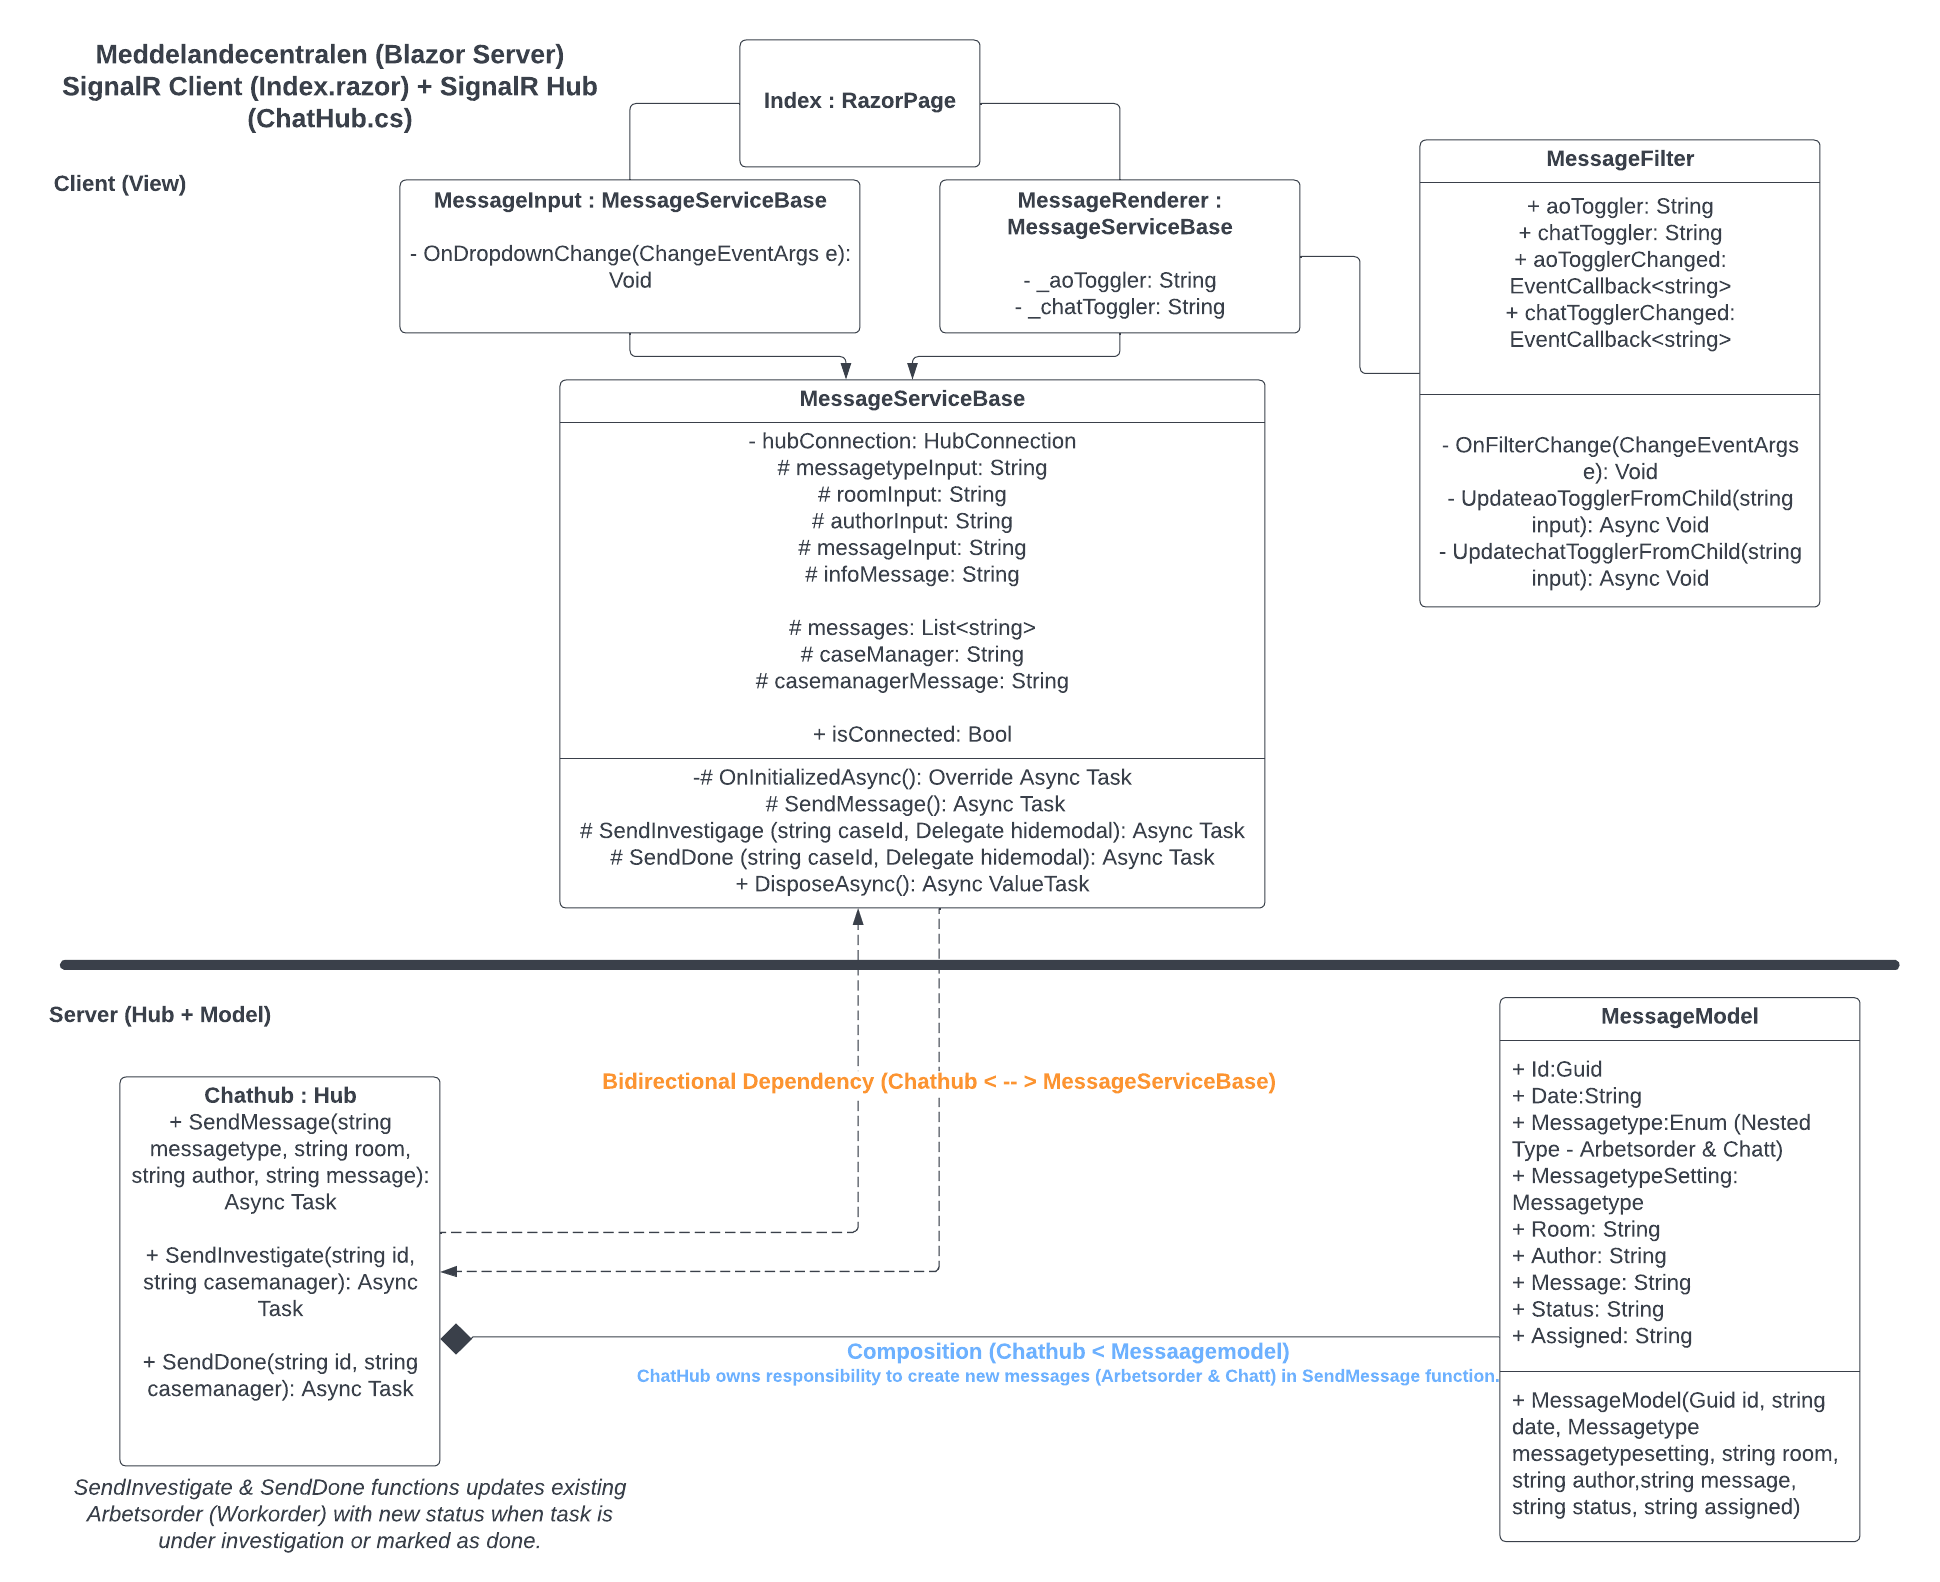 Meddelandecentralen (Blazor Server)
SignalR Client (Index.razor) + SignalR Hub
(ChatHub.cs)
Client (View)
Index : RazorPage
MessageInput : MessageServiceBase
- OnDropdownChange(ChangeEventArgs e):
Void
MessageRenderer :
MessageServiceBase
- _aoToggler: String
- _chatToggler: String
MessageFilter
+ aoToggler: String
+ chatToggler: String
+ aoTogglerChanged:
EventCallback<string>
+ chatTogglerChanged:
EventCallback<string>
- OnFilterChange(ChangeEventArgs
e): Void
- UpdateaoTogglerFromChild(string
input): Async Void
- UpdatechatTogglerFromChild(string
input): Async Void
MessageServiceBase
- hubConnection: HubConnection
# messagetypeInput: String
# roomInput: String
# authorInput: String
# messageInput: String
# infoMessage: String
# messages: List<string>
# caseManager: String
# casemanagerMessage: String
+ isConnected: Bool
-# OnInitializedAsync(): Override Async Task
# SendMessage(): Async Task
# SendInvestigage (string caseId, Delegate hidemodal): Async Task
# SendDone (string caseId, Delegate hidemodal): Async Task
+ DisposeAsync(): Async ValueTask
Server (Hub + Model)
Bidirectional Dependency (Chathub < -- > MessageServiceBase)
Chathub : Hub
+ SendMessage(string
messagetype, string room,
string author, string message):
Async Task
+ SendInvestigate(string id,
string casemanager): Async
Task
+ SendDone(string id, string
casemanager): Async Task
SendInvestigate & SendDone functions updates existing
Arbetsorder (Workorder) with new status when task is
under investigation or marked as done.
Composition (Chathub < Messaagemodel)
ChatHub owns responsibility to create new messages (Arbetsorder & Chatt) in SendMessage function.
MessageModel
+ Id:Guid
+ Date:String
+ Messagetype:Enum (Nested
Type - Arbetsorder & Chatt)
+ MessagetypeSetting:
Messagetype
+ Room: String
+ Author: String
+ Message: String
+ Status: String
+ Assigned: String
+ MessageModel(Guid id, string
date, Messagetype
messagetypesetting, string room,
string author,string message,
string status, string assigned)